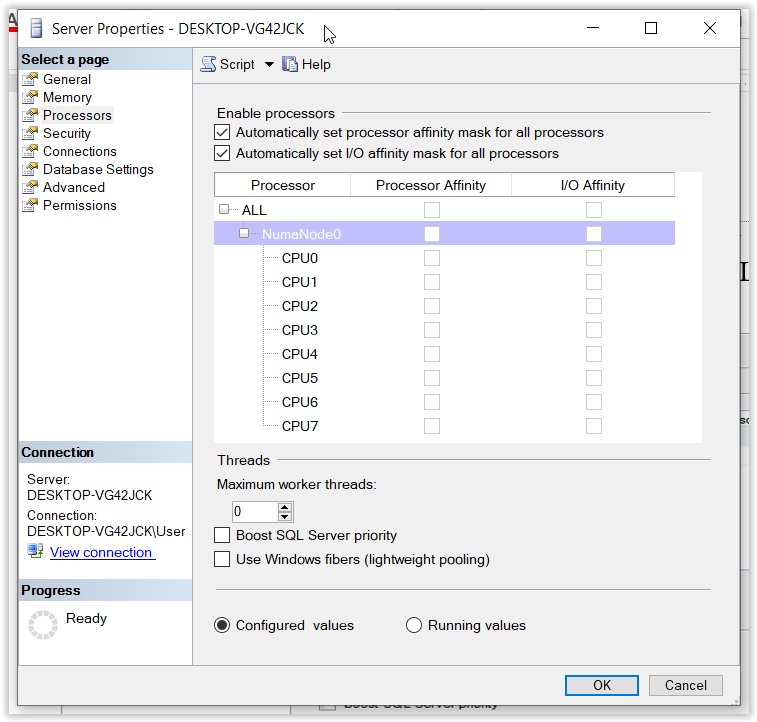 Server Properties - DESKTOP-VG42JCK
Select a page
General
Memory
Processors
Security
Connections
Database Settings
Advanced
Permissions
Connection
Server:
DESKTOP-VG42JCK
Connection:
DESKTOP-VG42JCK\User
View connection
Progress
Ready
Script
Help
Enable processors
Automatically set processor affinity mask for all processors
Automatically set I/O affinity mask for all processors
Processor Processor Affinity I/O Affinity
ALL
NumaNode0
CPU0
CPU1
CPU2
CPU3
CPU4
CPU5
CPU6
CPU7
Threads
Maximum worker threads:
0
Boost SQL Server priority
Use Windows fibers (lightweight pooling)
Configured values Running values
OK Cancel